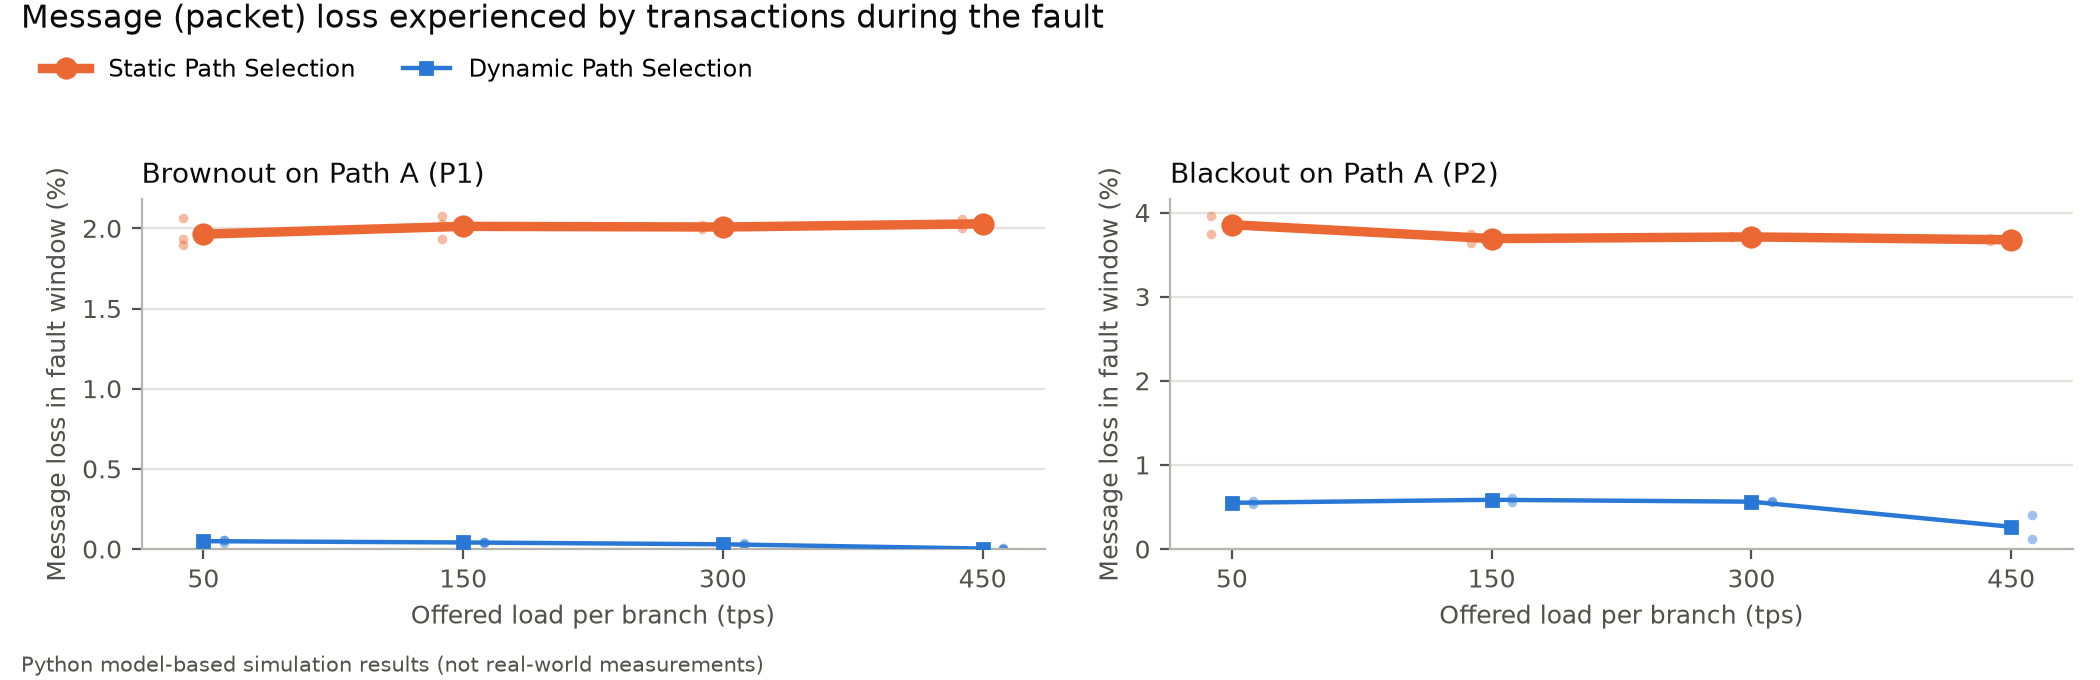 Message (packet) loss experienced by transactions during the fault
Static Path Selection
Dynamic Path Selection
Brownout on Path A (P1)
Message loss in fault window (%)
2.0
1.5
1.0
0.5
0.0
50 150 300 450
Offered load per branch (tps)
Blackout on Path A (P2)
Message loss in fault window (%)
4
3
2
1
0
50 150 300 450
Offered load per branch (tps)
Python model-based simulation results (not real-world measurements)